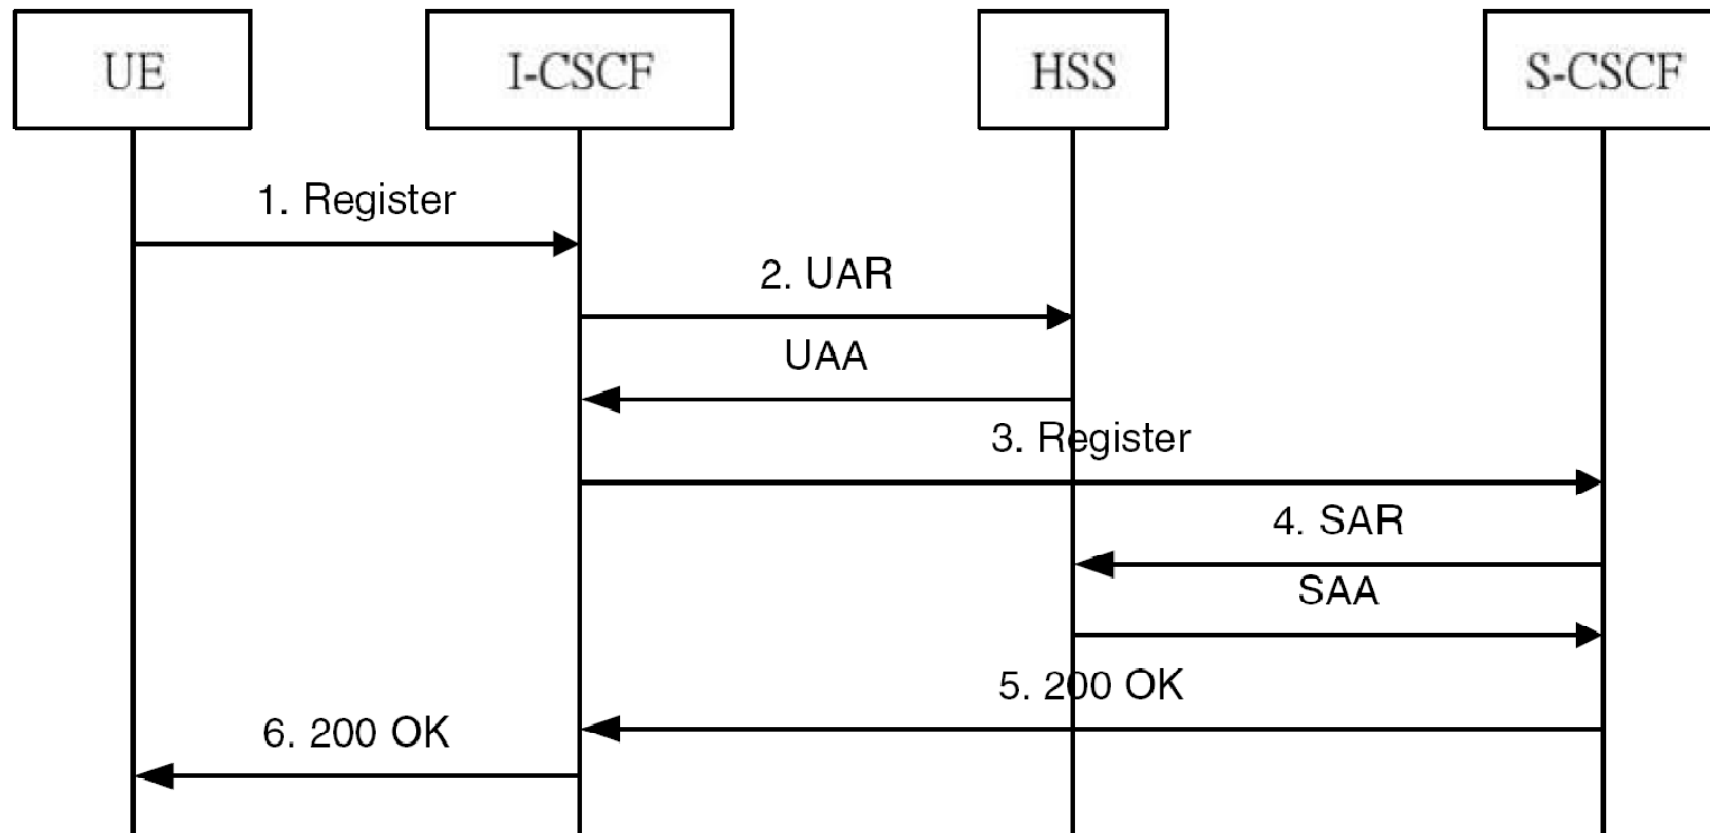 UE
I-CSCF
HSS
S-CSCF
1. Register
2. UAR
UAA
3. Register
4. SAR
SAA
5. 200 OK
6. 200 OK